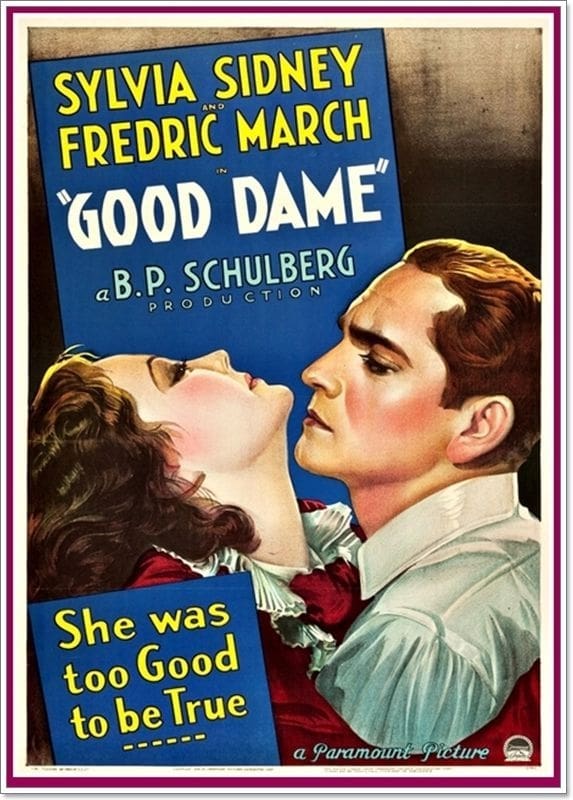 SYLVIA SIDNEY
AND
FREDRIC MARCH
IN
"GOOD DAME"
a B.P. SCHULBERG
PRODUCTION
She was
too Good
to be True
------
a Paramount Picture